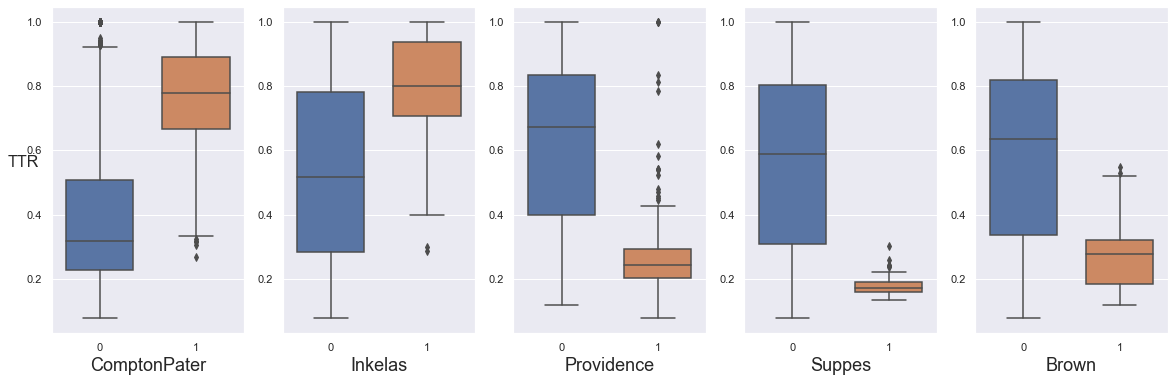 1.0 1.0 1.0 1.0 1.0
0.8 0.8 0.8 0.8 0.8
0.6 0.6 0.6 0.6 0.6
TTR
0.4 0.4 0.4 0.4 0.4
0.2 0.2 0.2 0.2 0.2
0 1 0 1 0 1 0 1 0 1
ComptonPater Inkelas Providence Suppes Brown